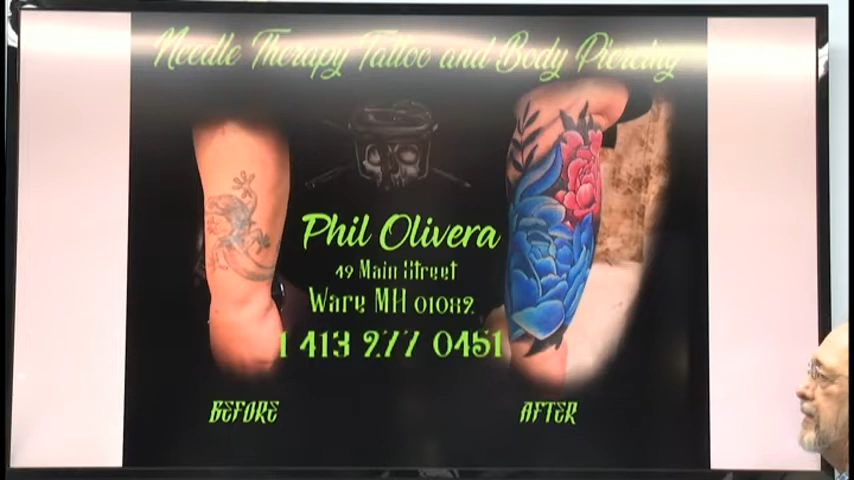 Needle Therapy Tattoo and Body Piercing
Phil Olivera
49 Main Street
Ware MA 01082
1 413 277 0451
BEFORE
AFTER